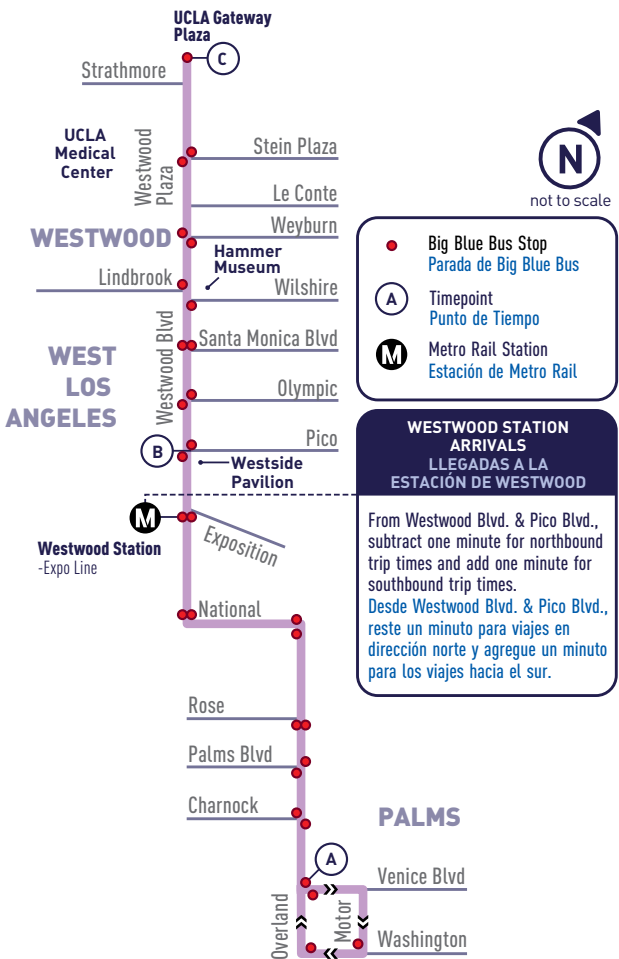 UCLA Gateway
Plaza
C
Strathmore
UCLA
Medical
Center
Westwood
Plaza
Stein Plaza
Le Conte
Weyburn
WESTWOOD
Hammer
Museum
Lindbrook
Wilshire
Westwood Blvd
Santa Monica Blvd
WEST
LOS
ANGELES
Olympic
Pico
B
Westside
Pavilion
M
Westwood Station
-Expo Line
Exposition
National
Rose
Palms Blvd
Charnock
PALMS
A
Venice Blvd
Overland
Motor
Washington
N
not to scale
Big Blue Bus Stop
Parada de Big Blue Bus
A
Timepoint
Punto de Tiempo
M
Metro Rail Station
Estación de Metro Rail
WESTWOOD STATION
ARRIVALS
LLEGADAS A LA
ESTACIÓN DE WESTWOOD
From Westwood Blvd. & Pico Blvd.,
subtract one minute for northbound
trip times and add one minute for
southbound trip times.
Desde Westwood Blvd. & Pico Blvd.,
reste un minuto para viajes en
dirección norte y agregue un minuto
para los viajes hacia el sur.